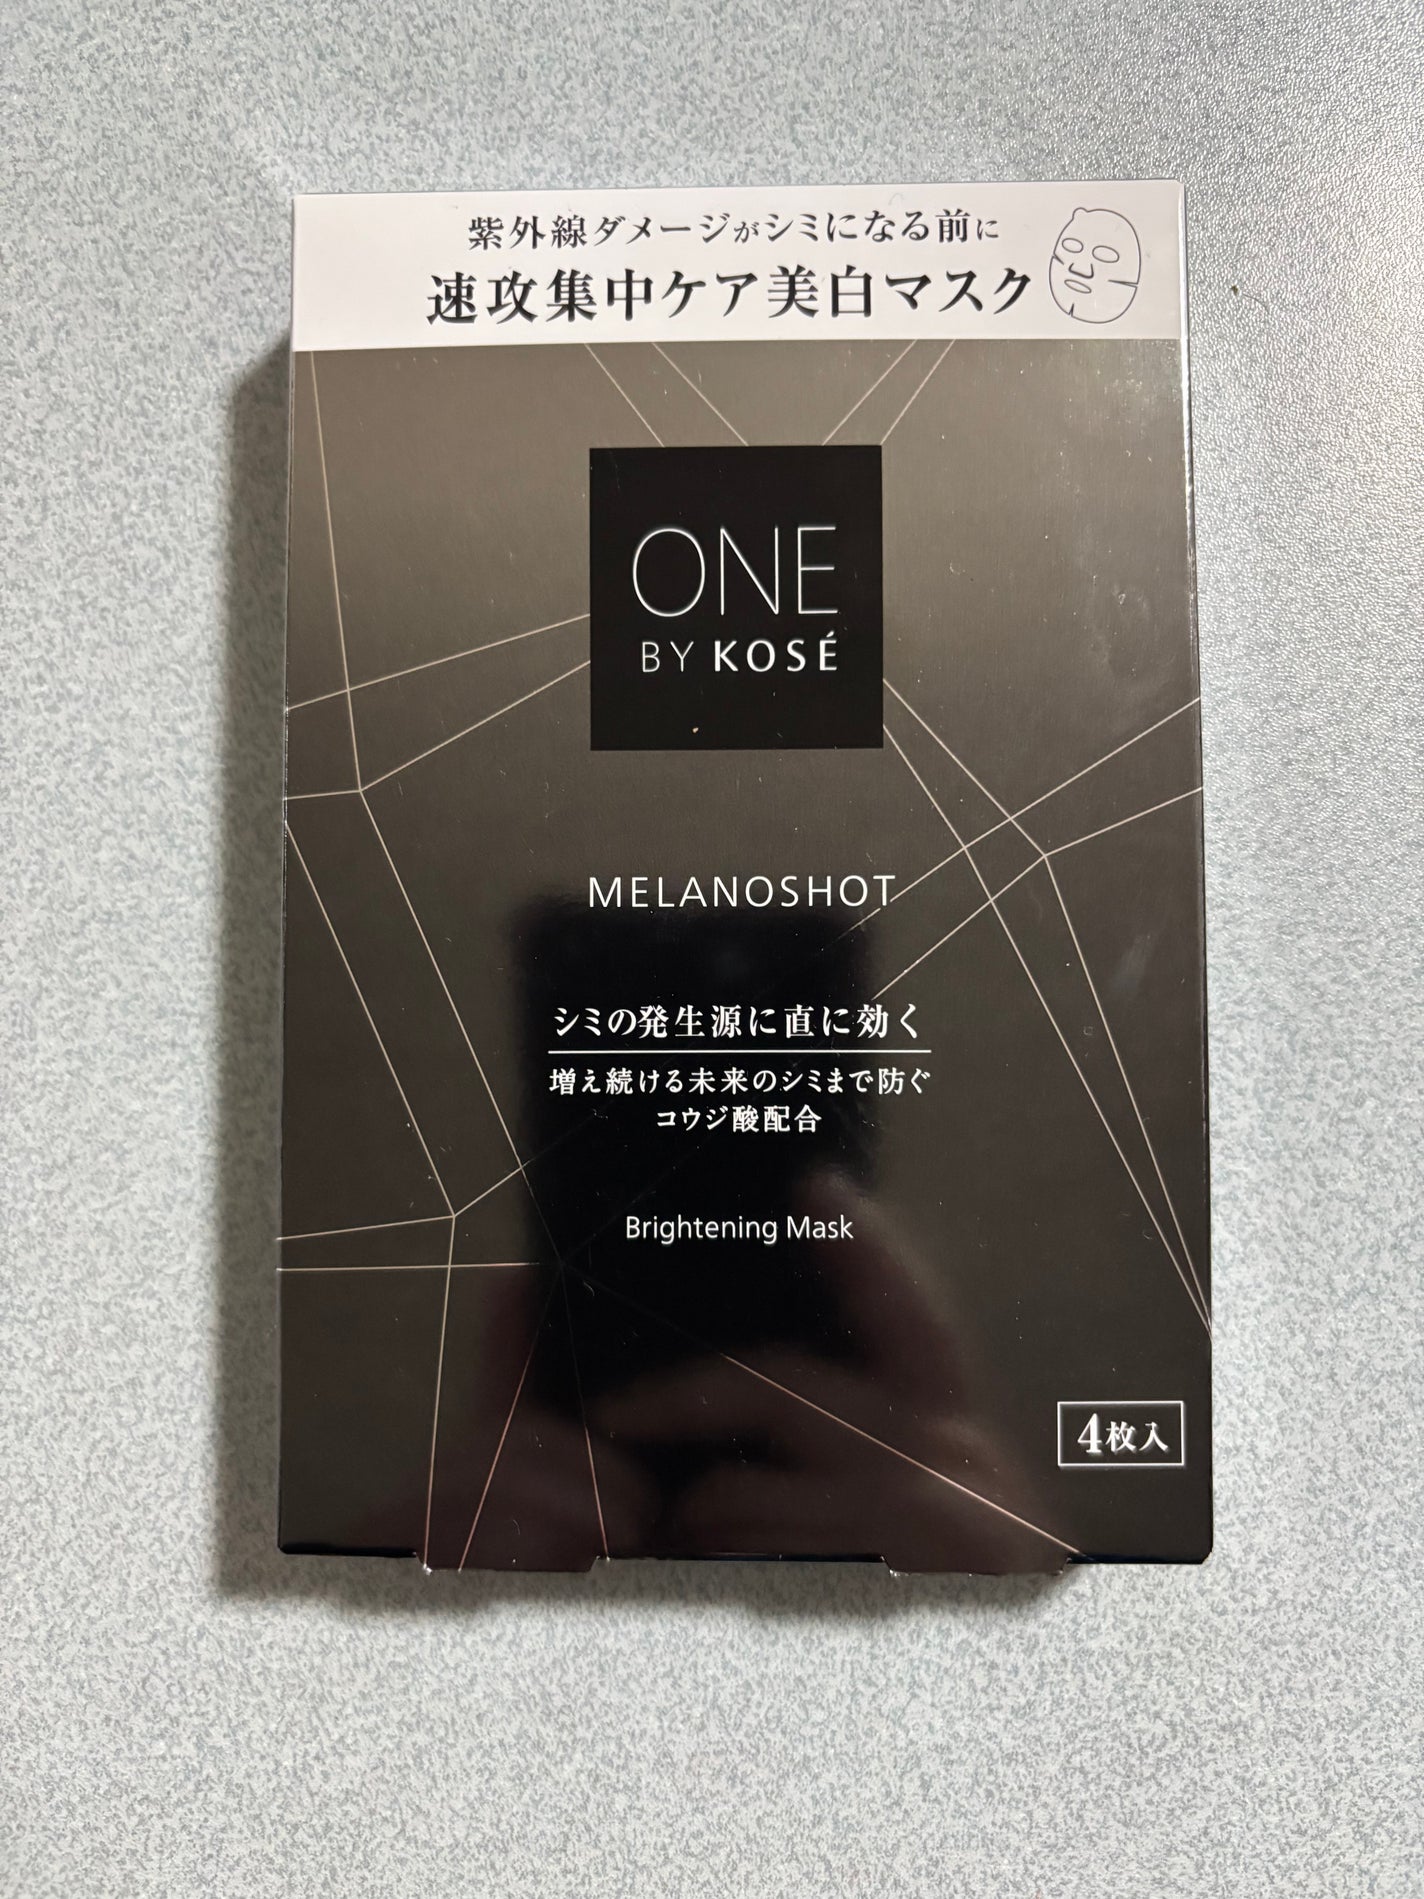 紫外線ダメージがシミになる前に
速攻集中ケア美白マスク
ONE
BY KOSÉ
MELANOSHOT
シミの発生源に直に効く
増え続ける未来のシミまで防ぐ
コウジ酸配合
Brightening Mask
4枚入